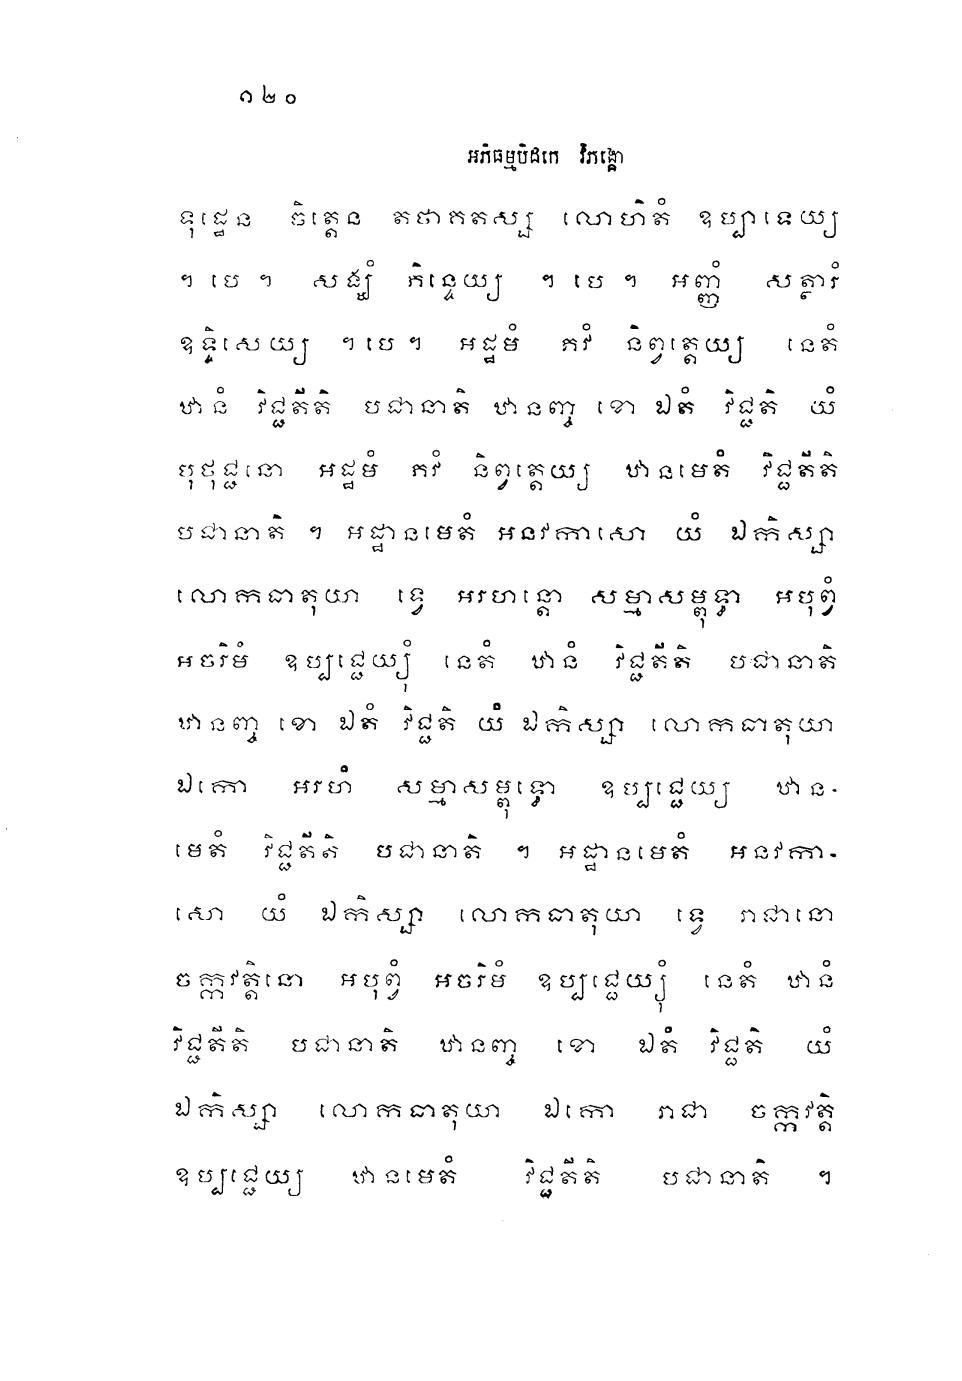 ១២០
អភិធម្មបិដកេ វិភង្គោ
ទុដ្ឋេន ចិត្តេន តថាគតស្ស លោហិតំ ឧប្បាទេយ្យ
។ បេ ។ សង្ឃំ ភិន្ទេយ្យ ។ បេ ។ អញ្ញំ សត្ថារំ
ឧទ្ទិសេយ្យ ។ បេ ។ អដ្ឋមំ ភវំ និព្វត្តេយ្យ នេតំ
ឋានំ វិជ្ជតីតិ បជានាតិ ឋានញ្ច ខោ ឯតំ វិជ្ជតិ យំ
បុថុជ្ជនោ អដ្ឋមំ ភវំ និព្វត្តេយ្យ ឋានមេតំ វិជ្ជតីតិ
បជានាតិ ។ អដ្ឋានមេតំ អនវកាសោ យំ ឯកិស្សា
លោកធាតុយា ទ្វេ អរហន្តោ សម្មាសម្ពុទ្ធា អបុព្វំ
អចរិមំ ឧប្បជ្ជេយ្យុំ នេតំ ឋានំ វិជ្ជតីតិ បជានាតិ
ឋានញ្ច ខោ ឯតំ វិជ្ជតិ យំ ឯកិស្សា លោកធាតុយា
ឯកោ អរហំ សម្មាសម្ពុទ្ធោ ឧប្បជ្ជេយ្យ ឋាន-
មេតំ វិជ្ជតីតិ បជានាតិ ។ អដ្ឋានមេតំ អនវកា-
សោ យំ ឯកិស្សា លោកធាតុយា ទ្វេ រាជានោ
ចក្កវត្តិនោ អបុព្វំ អចរិមំ ឧប្បជ្ជេយ្យុំ នេតំ ឋានំ
វិជ្ជតីតិ បជានាតិ ឋានញ្ច ខោ ឯតំ វិជ្ជតិ យំ
ឯកិស្សា លោកធាតុយា ឯកោ រាជា ចក្កវត្តិ
ឧប្បជ្ជេយ្យ ឋានមេតំ វិជ្ជតីតិ បជានាតិ ។